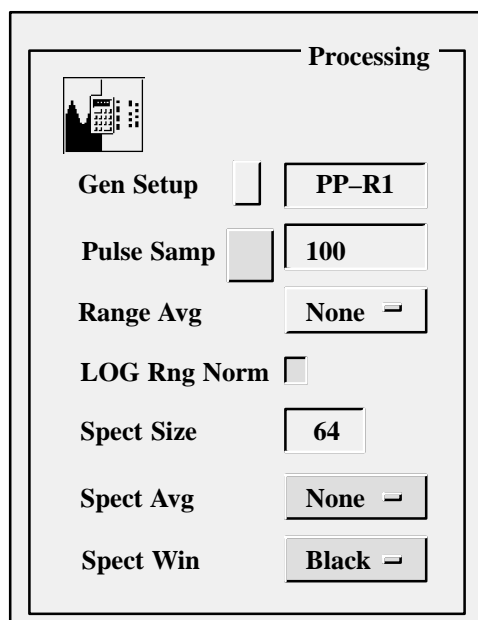 Processing
Gen Setup PP–R1
Pulse Samp 100
Range Avg None
LOG Rng Norm
Spect Size 64
Spect Avg None
Spect Win Black